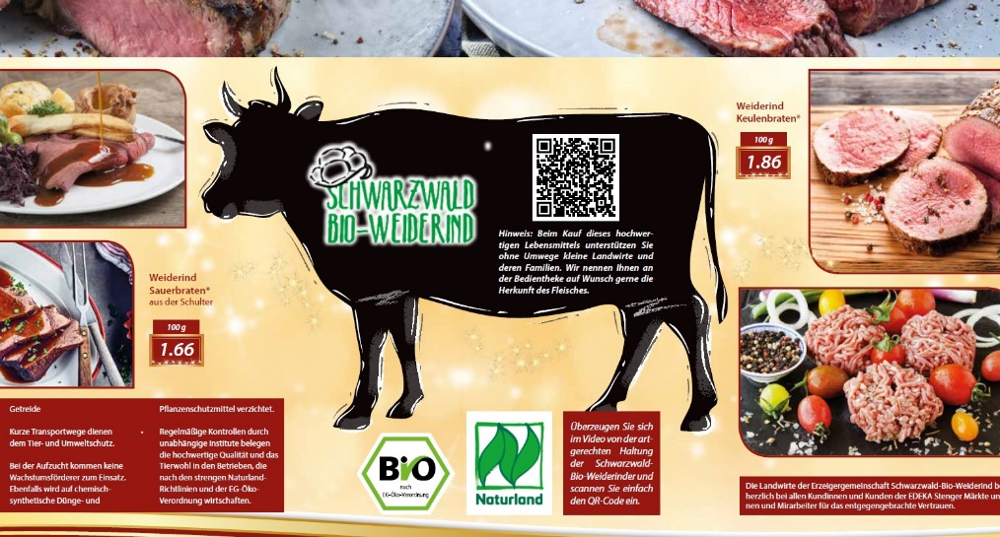 Weiderind
Keulenbraten*
100 g
1.86
SCHWARZWALD
BIO-WEIDERIND
Hinweis: Beim Kauf dieses hochwer-
tigen Lebensmittels unterstützen Sie
ohne Umwege kleine Landwirte und
deren Familien. Wir nennen Ihnen an
der Bedientheke auf Wunsch gerne die
Herkunft des Fleisches.
Weiderind
Sauerbraten*
aus der Schulter
100 g
1.66
Getreide
Kurze Transportwege dienen
dem Tier- und Umweltschutz.
Bei der Aufzucht kommen keine
Wachstumsförderer zum Einsatz.
Ebenfalls wird auf chemisch-
synthetische Dünge- und
Pflanzenschutzmittel verzichtet.
• Regelmäßige Kontrollen durch
unabhängige Institute belegen
die hochwertige Qualität und das
Tierwohl in den Betrieben, die
nach den strengen Naturland-
Richtlinien und der EG-Öko-
Verordnung wirtschaften.
Bio
nach
EG-Öko-Verordnung
Naturland
Überzeugen Sie sich
im Video von der art-
gerechten Haltung
der Schwarzwald-
Bio-Weiderinder und
scannen Sie einfach
den QR-Code ein.
Die Landwirte der Erzeigergemeinschaft Schwarzwald-Bio-Weiderind be
herzlich bei allen Kundinnen und Kunden der EDEKA Stenger Märkte un
nen und Mitarbeiter für das entgegengebrachte Vertrauen.